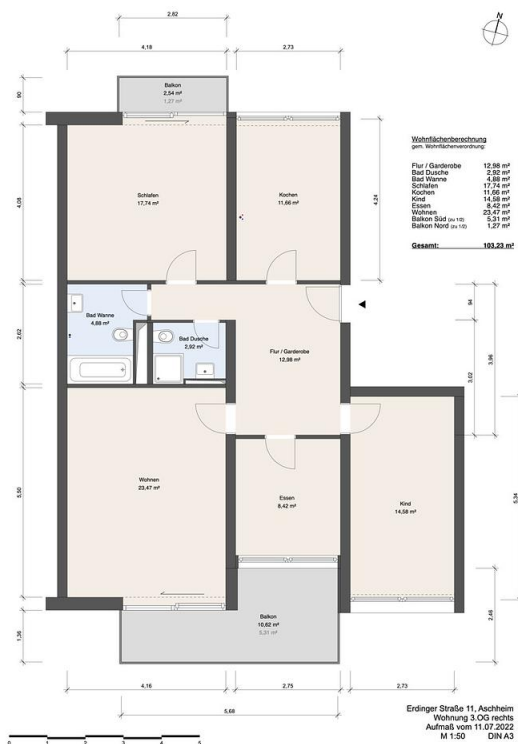 N
2,82
4,18
2,73
90
Balkon
2,54 m²
1,27 m²
4,08
4,24
Schlafen
17,74 m²
Kochen
11,66 m²
Wohnflächenberechnung
gem. Wohnflächenverordnung:
Flur / Garderobe 12,98 m²
Bad Dusche 2,92 m²
Bad Wanne 4,88 m²
Schlafen 17,74 m²
Kochen 11,66 m²
Kind 14,58 m²
Essen 8,42 m²
Wohnen 23,47 m²
Balkon Süd (zu 1/2) 5,31 m²
Balkon Nord (zu 1/2) 1,27 m²
Gesamt: 103,23 m²
2,62
Bad Wanne
4,88 m²
Bad Dusche
2,92 m²
Flur / Garderobe
12,98 m²
94
3,62
3,96
5,50
Wohnen
23,47 m²
Essen
8,42 m²
Kind
14,58 m²
5,34
Balkon
10,62 m²
5,31 m²
1,36
2,46
4,16
2,75
2,73
5,68
Erdinger Straße 11, Aschheim
Wohnung 3.OG rechts
Aufmaß vom 11.07.2022
M 1:50 DIN A3
0 1 2 3 4 5